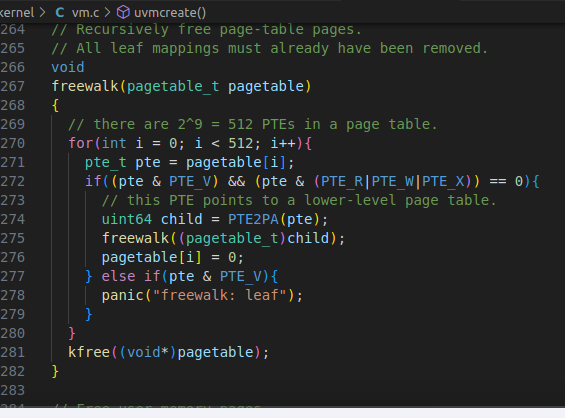 kernel > C vm.c > uvmcreate()
264 // Recursively free page-table pages.
265 // All leaf mappings must already have been removed.
266 void
267 freewalk(pagetable_t pagetable)
268 {
269   // there are 2^9 = 512 PTEs in a page table.
270   for(int i = 0; i < 512; i++){
271     pte_t pte = pagetable[i];
272     if((pte & PTE_V) && (pte & (PTE_R|PTE_W|PTE_X)) == 0){
273       // this PTE points to a lower-level page table.
274       uint64 child = PTE2PA(pte);
275       freewalk((pagetable_t)child);
276       pagetable[i] = 0;
277     } else if(pte & PTE_V){
278       panic("freewalk: leaf");
279     }
280   }
281   kfree((void*)pagetable);
282 }
283